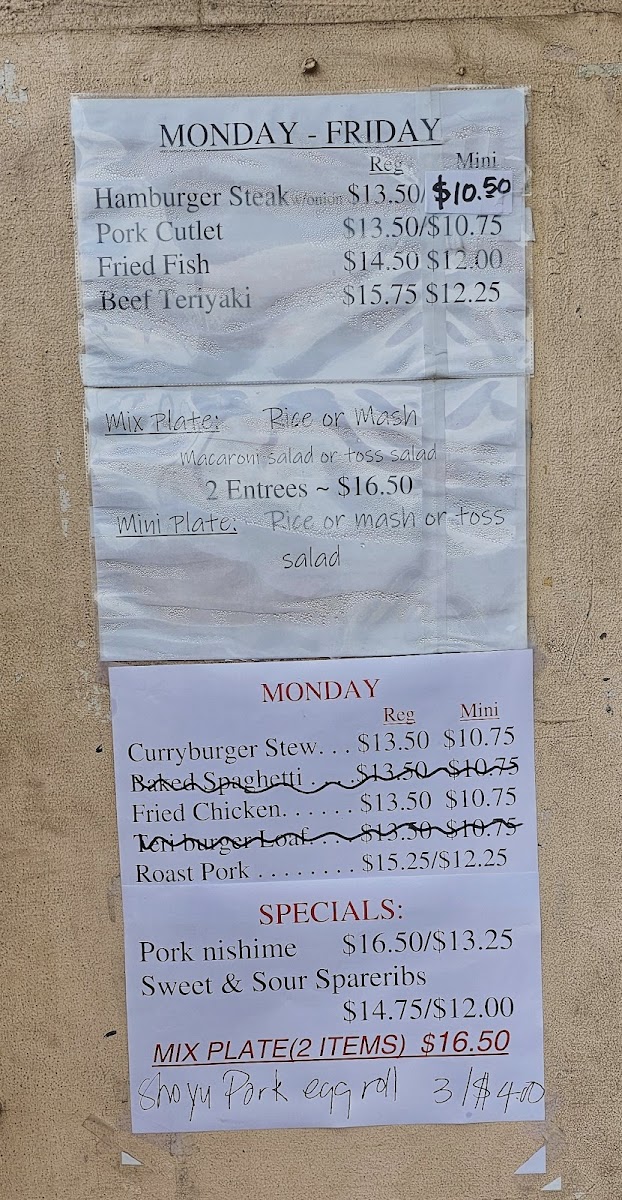 MONDAY - FRIDAY
Reg Mini
Hamburger Steak w/onion $13.50/ $10.50
Pork Cutlet $13.50/$10.75
Fried Fish $14.50 $12.00
Beef Teriyaki $15.75 $12.25
Mix Plate: Rice or Mash
Macaroni salad or toss salad
2 Entrees ~ $16.50
Mini Plate: Rice or mash or toss
salad
MONDAY
Reg Mini
Curryburger Stew. . . $13.50 $10.75
Baked Spaghetti . . . .$13.50 $10.75
Fried Chicken. . . . . . $13.50 $10.75
Teri burger Loaf. . . . $13.50 $10.75
Roast Pork . . . . . . . . $15.25/$12.25
SPECIALS:
Pork nishime $16.50/$13.25
Sweet & Sour Spareribs
$14.75/$12.00
MIX PLATE(2 ITEMS) $16.50
Shoyu Pork egg roll 3/$4.00